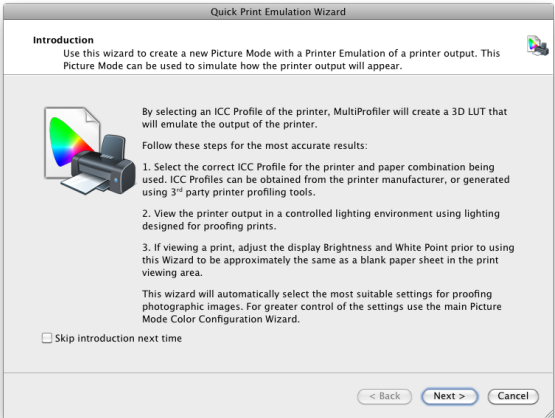 Quick Print Emulation Wizard
Introduction
Use this wizard to create a new Picture Mode with a Printer Emulation of a printer output. This
Picture Mode can be used to simulate how the printer output will appear.
By selecting an ICC Profile of the printer, MultiProfiler will create a 3D LUT that
will emulate the output of the printer.
Follow these steps for the most accurate results:
1. Select the correct ICC Profile for the printer and paper combination being
used. ICC Profiles can be obtained from the printer manufacturer, or generated
using 3rd party printer profiling tools.
2. View the printer output in a controlled lighting environment using lighting
designed for proofing prints.
3. If viewing a print, adjust the display Brightness and White Point prior to using
this Wizard to be approximately the same as a blank paper sheet in the print
viewing area.
This wizard will automatically select the most suitable settings for proofing
photographic images. For greater control of the settings use the main Picture
Mode Color Configuration Wizard.
Skip introduction next time
< Back
Next >
Cancel